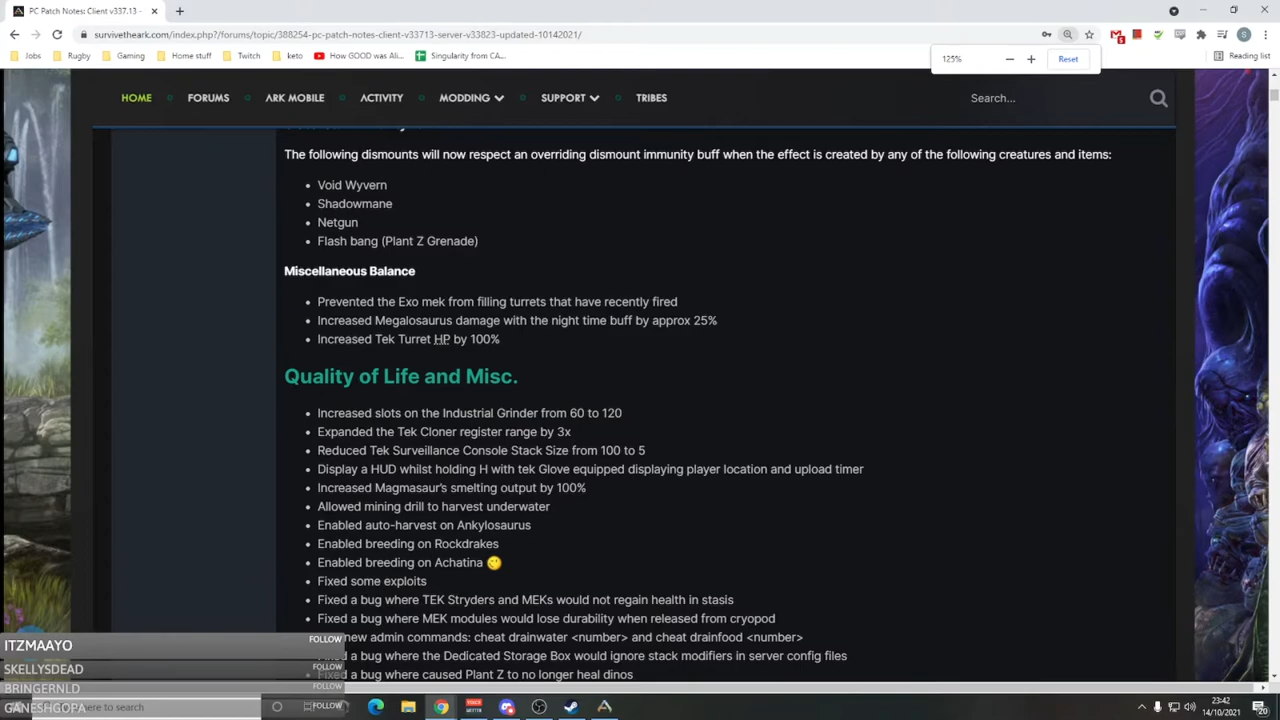 PC Patch Notes: Client v337.13 -
survivetheark.com/index.php?/forums/topic/388254-pc-patch-notes-client-v33713-server-v33823-updated-10142021/
Jobs Rugby Gaming Home stuff Twitch keto How GOOD was Ali... Singularity from CA... Reading list
125% Reset
HOME FORUMS ARK MOBILE ACTIVITY MODDING SUPPORT TRIBES Search...
The following dismounts will now respect an overriding dismount immunity buff when the effect is created by any of the following creatures and items:
Void Wyvern
Shadowmane
Netgun
Flash bang (Plant Z Grenade)
Miscellaneous Balance
Prevented the Exo mek from filling turrets that have recently fired
Increased Megalosaurus damage with the night time buff by approx 25%
Increased Tek Turret HP by 100%
Quality of Life and Misc.
Increased slots on the Industrial Grinder from 60 to 120
Expanded the Tek Cloner register range by 3x
Reduced Tek Surveillance Console Stack Size from 100 to 5
Display a HUD whilst holding H with tek Glove equipped displaying player location and upload timer
Increased Magmasaur's smelting output by 100%
Allowed mining drill to harvest underwater
Enabled auto-harvest on Ankylosaurus
Enabled breeding on Rockdrakes
Enabled breeding on Achatina
Fixed some exploits
Fixed a bug where TEK Stryders and MEKs would not regain health in stasis
Fixed a bug where MEK modules would lose durability when released from cryopod
new admin commands: cheat drainwater <number> and cheat drainfood <number>
Fixed a bug where the Dedicated Storage Box would ignore stack modifiers in server config files
Fixed a bug where caused Plant Z to no longer heal dinos
ITZMAAYO FOLLOW
SKELLYSDEAD FOLLOW
BRINGERNLD FOLLOW
GANESHGOPA FOLLOW
here to search
23:42
14/10/2021
20